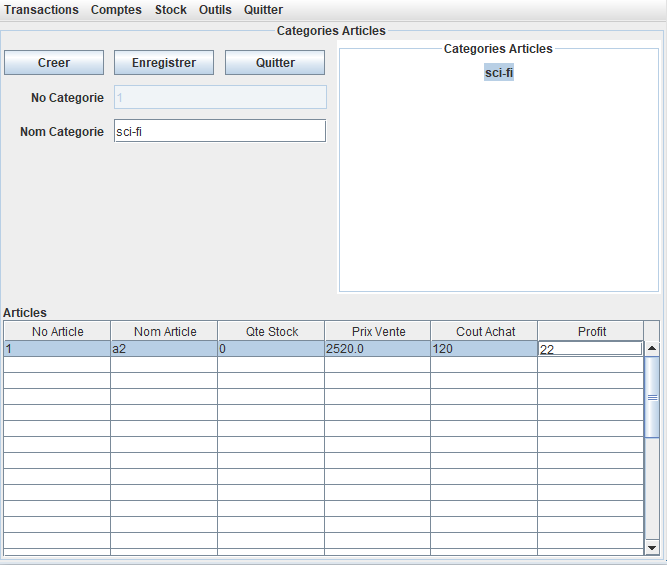 Transactions Comptes Stock Outils Quitter
Categories Articles
Creer Enregistrer Quitter
No Categorie 1
Nom Categorie sci-fi
Categories Articles
sci-fi
Articles
No Article Nom Article Qte Stock Prix Vente Cout Achat Profit
1 a2 0 2520.0 120 22